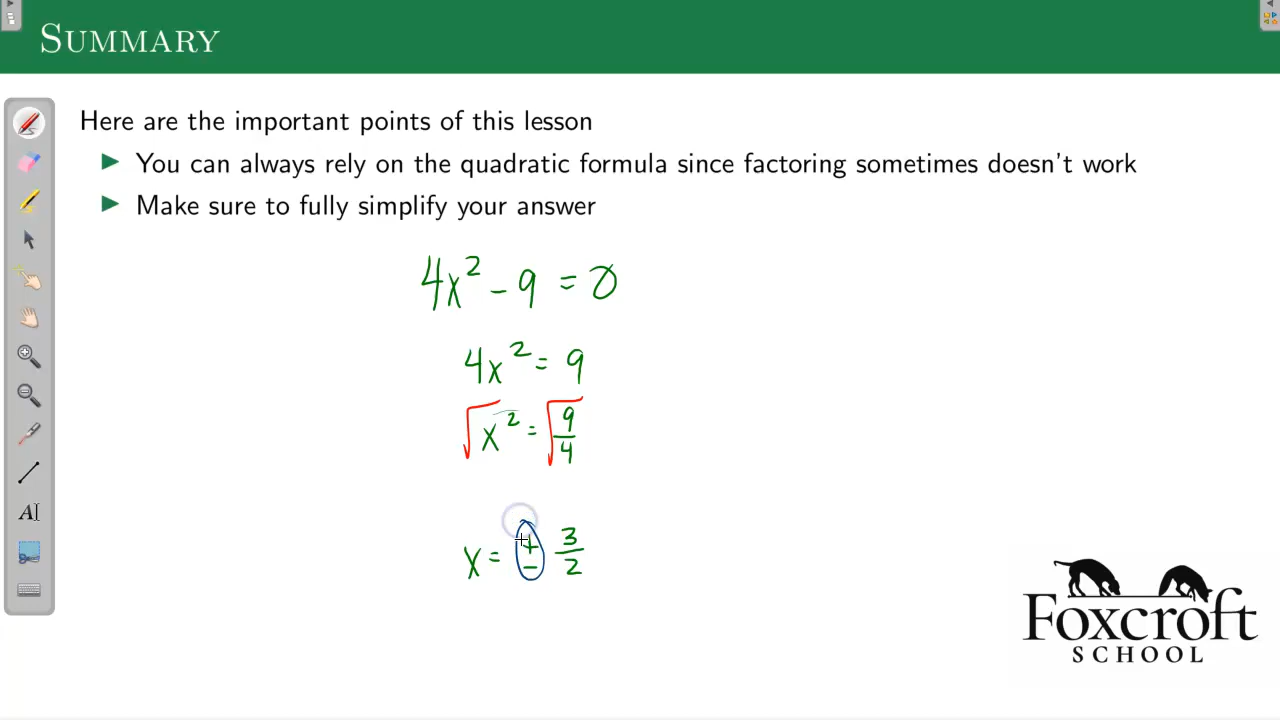 SUMMARY
Here are the important points of this lesson
▶ You can always rely on the quadratic formula since factoring sometimes doesn't work
▶ Make sure to fully simplify your answer
4x² - 9 = 0
4x² = 9
√x² = √9/4
x = ± 3/2
AI
Foxcroft
SCHOOL